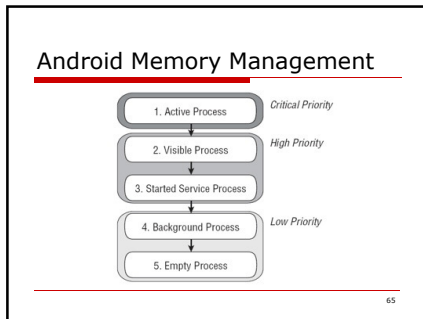 Android Memory Management
1. Active Process
Critical Priority
2. Visible Process
High Priority
3. Started Service Process
4. Background Process
Low Priority
5. Empty Process
65